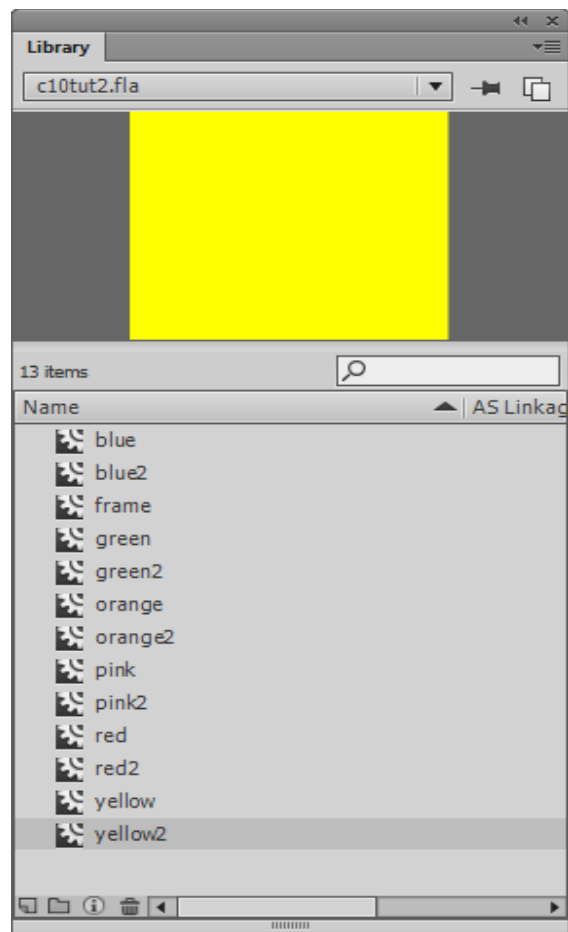 Library
c10tut2.fla
13 items
Name AS Linkag
blue
blue2
frame
green
green2
orange
orange2
pink
pink2
red
red2
yellow
yellow2